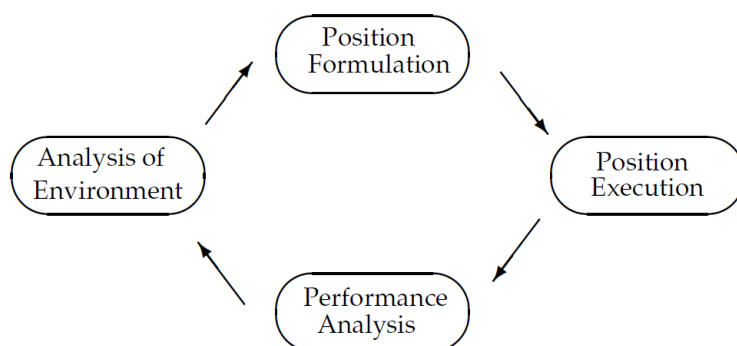 Position
Formulation
Analysis of
Environment
Position
Execution
Performance
Analysis